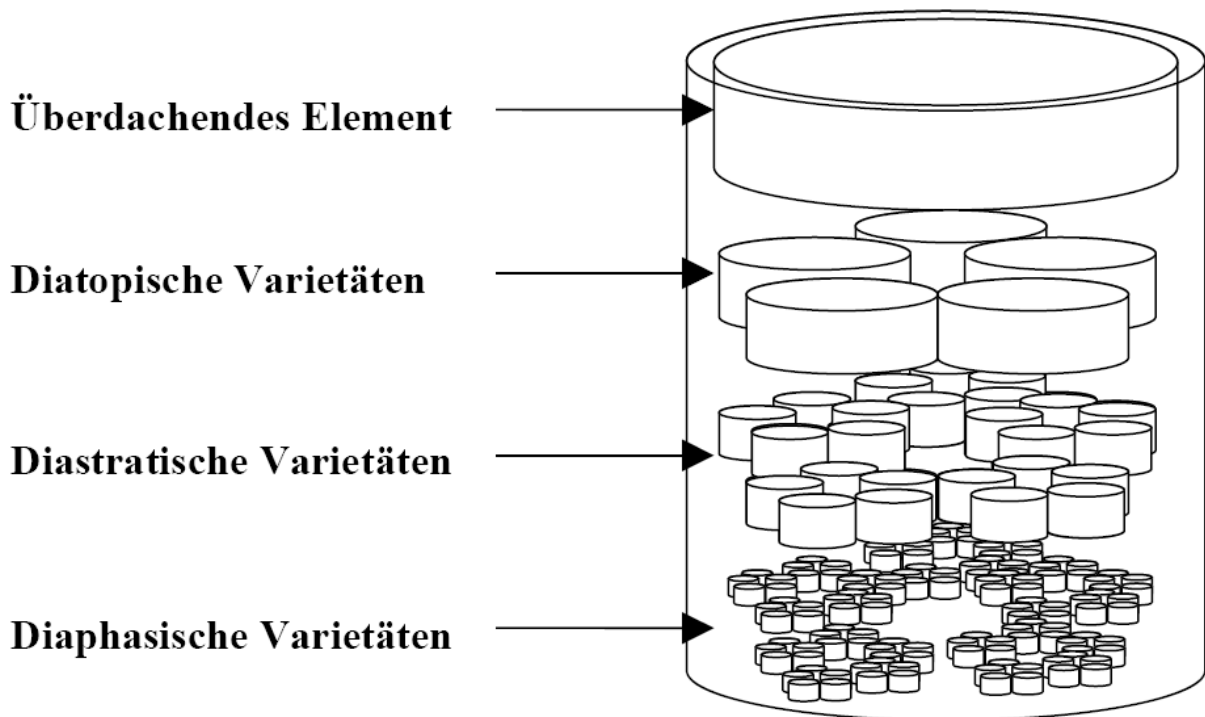 Überdachendes Element
Diatopische Varietäten
Diastratische Varietäten
Diaphasische Varietäten